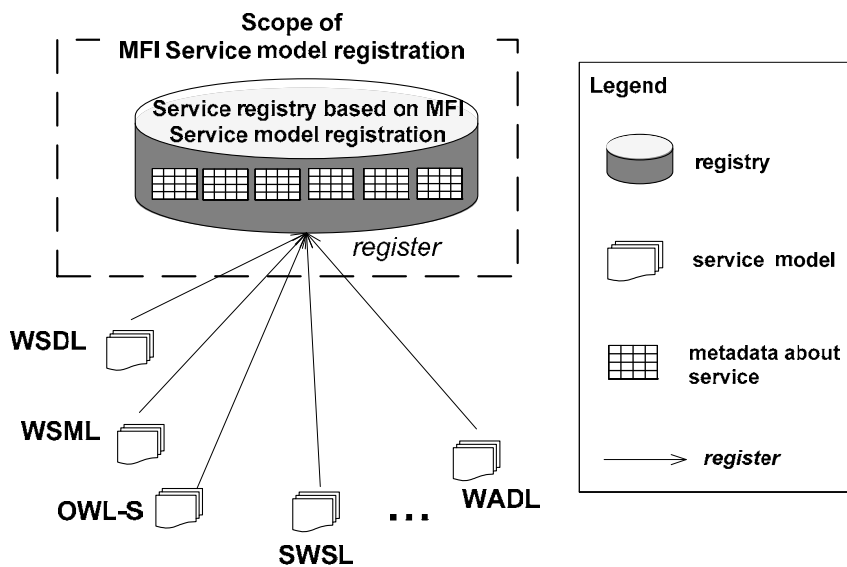 Scope of
MFI Service model registration
Service registry based on MFI
Service model registration
register
WSDL
WSML
OWL-S
SWSL
...
WADL
Legend
registry
service model
metadata about
service
register